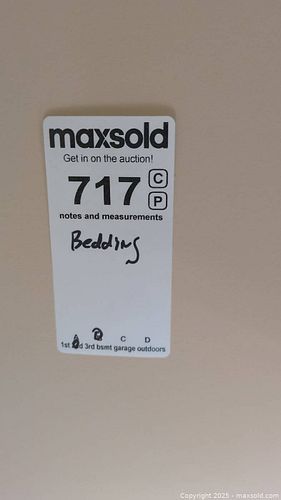 maxsold
Get in on the auction!
717 C
P
notes and measurements
Bedding
C D
1st 3rd bsmt garage outdoors
Copyright 2025 - maxsold.com